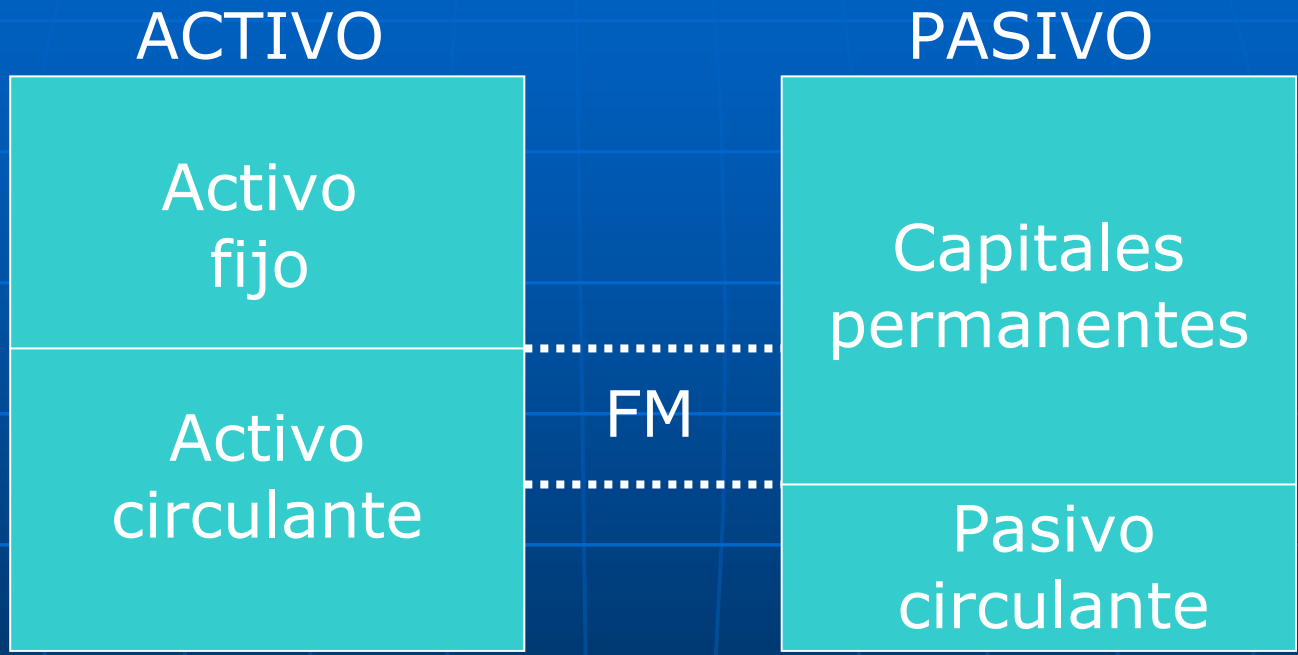 ACTIVO
PASIVO
Activo
fijo
Activo
circulante
FM
Capitales
permanentes
Pasivo
circulante